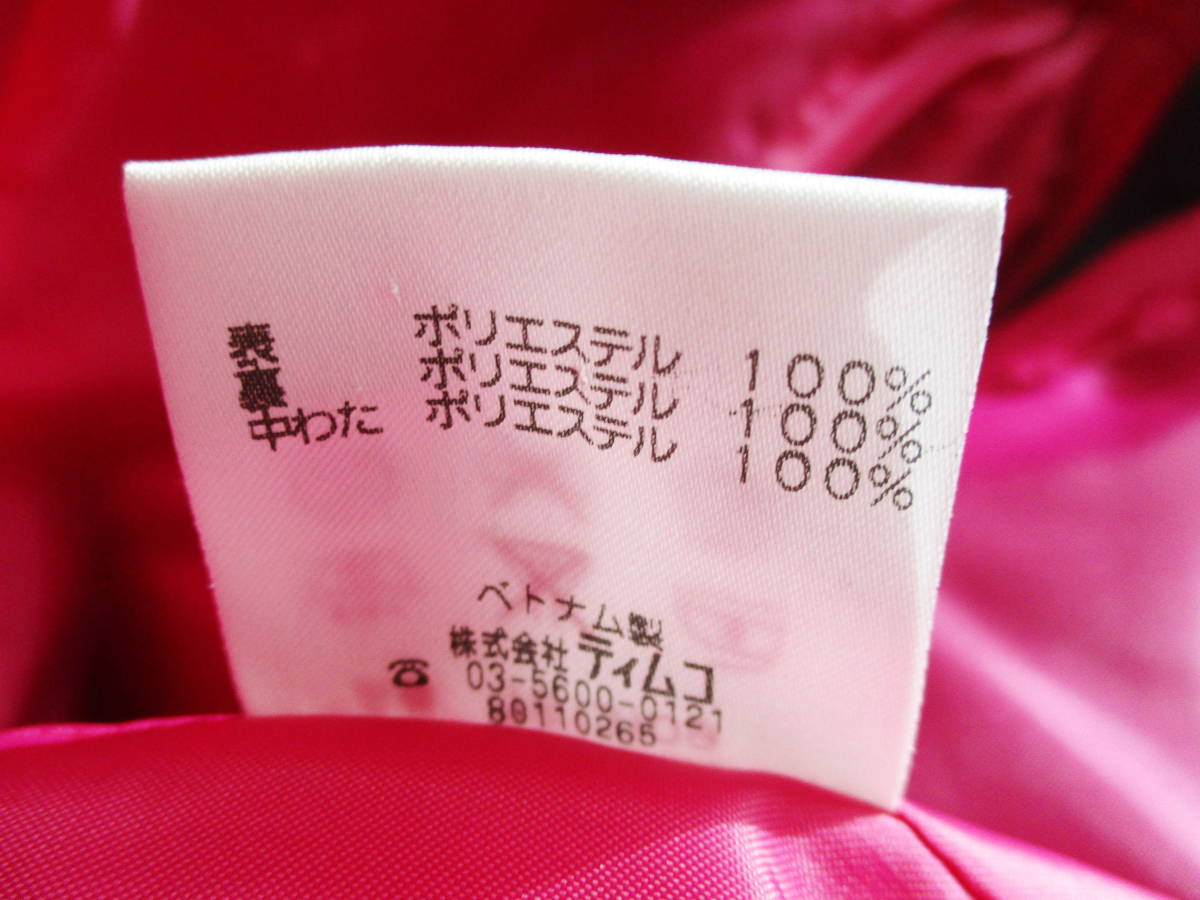 表 ポリエステル 100%
裏 ポリエステル 100%
中わた ポリエステル 100%
ベトナム製
株式会社 ティムコ
☎ 03-5600-0121
80110265